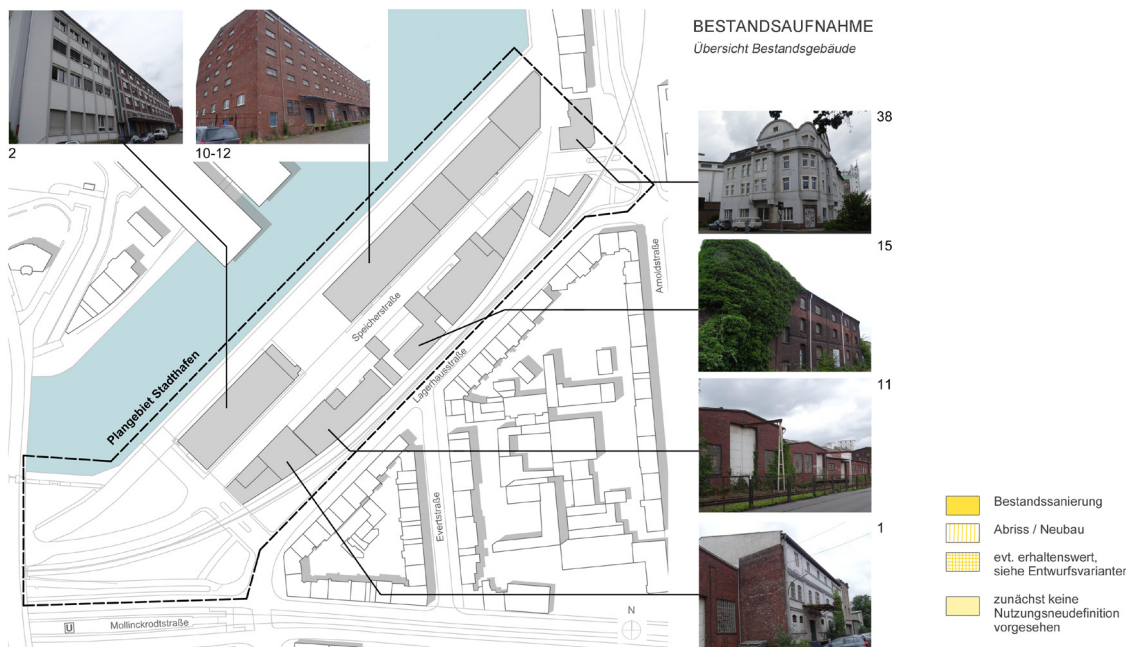 BESTANDSAUFNAHME
Übersicht Bestandsgebäude
2
10-12
38
15
11
1
Plangebiet Stadthafen
Speicherstraße
Lagerhausstraße
Arnoldstraße
Evertstraße
N
U
Mollinckrodtstraße
Bestandssanierung
Abriss / Neubau
evt. erhaltenswert,
siehe Entwurfsvarianten
zunächst keine
Nutzungsneudefinition
vorgesehen